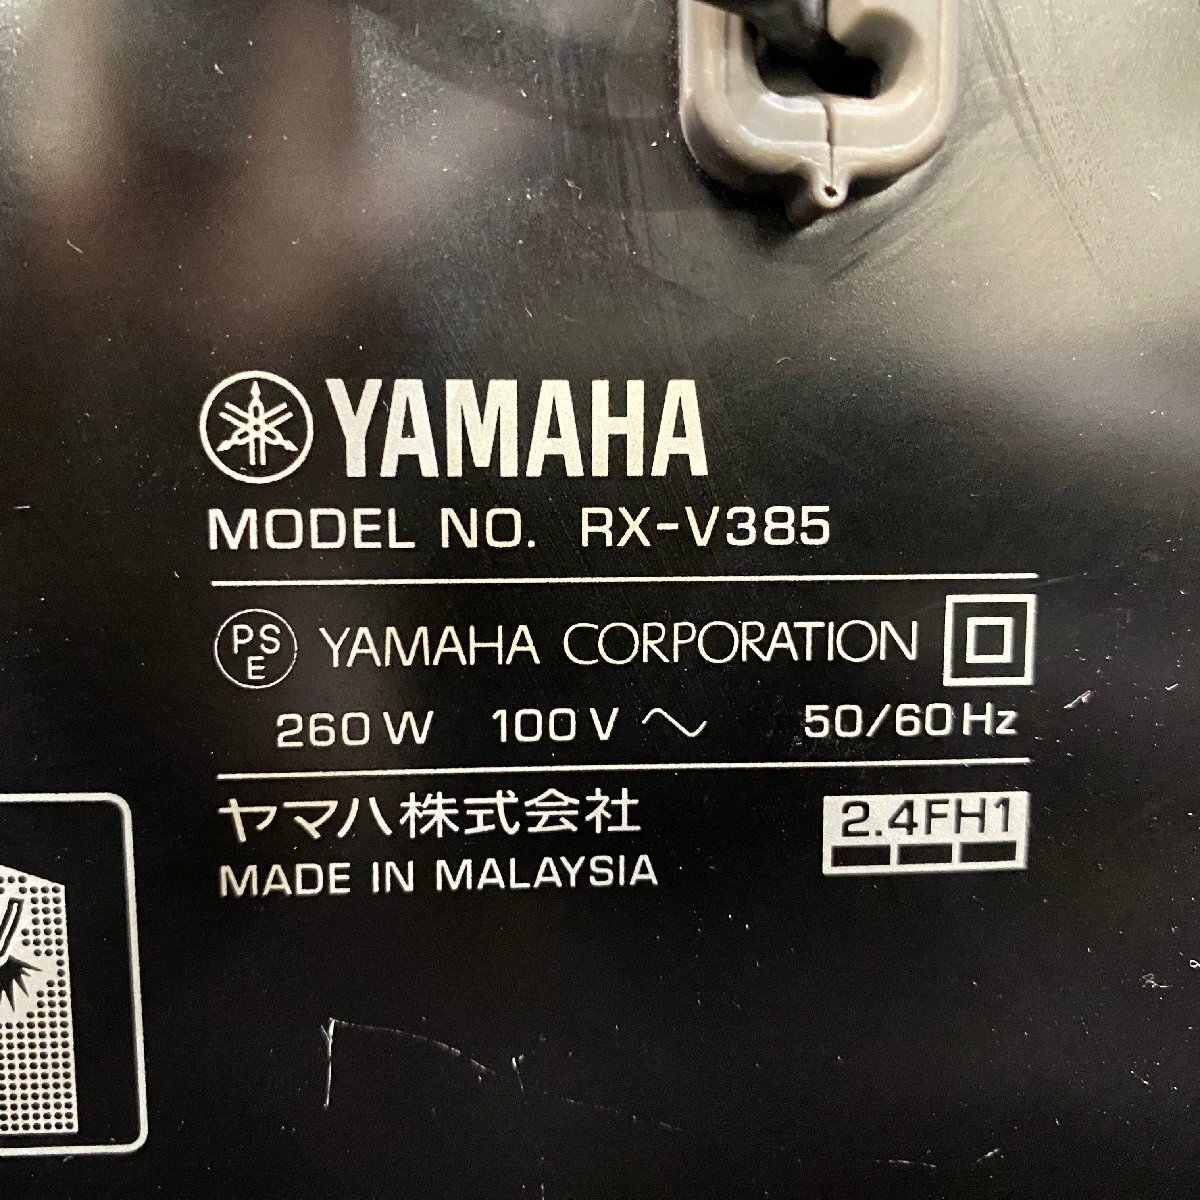 YAMAHA
MODEL NO. RX-V385
PSE YAMAHA CORPORATION
260 W 100 V ~ 50/60 Hz
ヤマハ株式会社
2.4FH1
MADE IN MALAYSIA